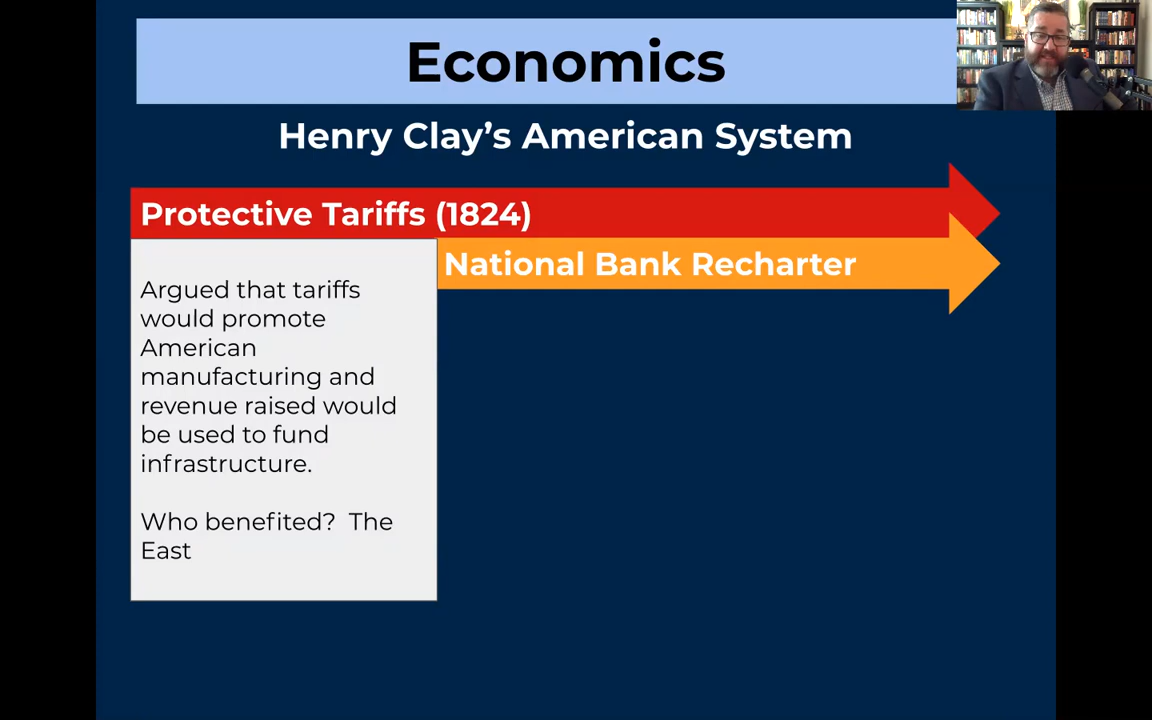 Economics
Henry Clay’s American System
Protective Tariffs (1824)
National Bank Recharter
Argued that tariffs
would promote
American
manufacturing and
revenue raised would
be used to fund
infrastructure.
Who benefited?  The
East